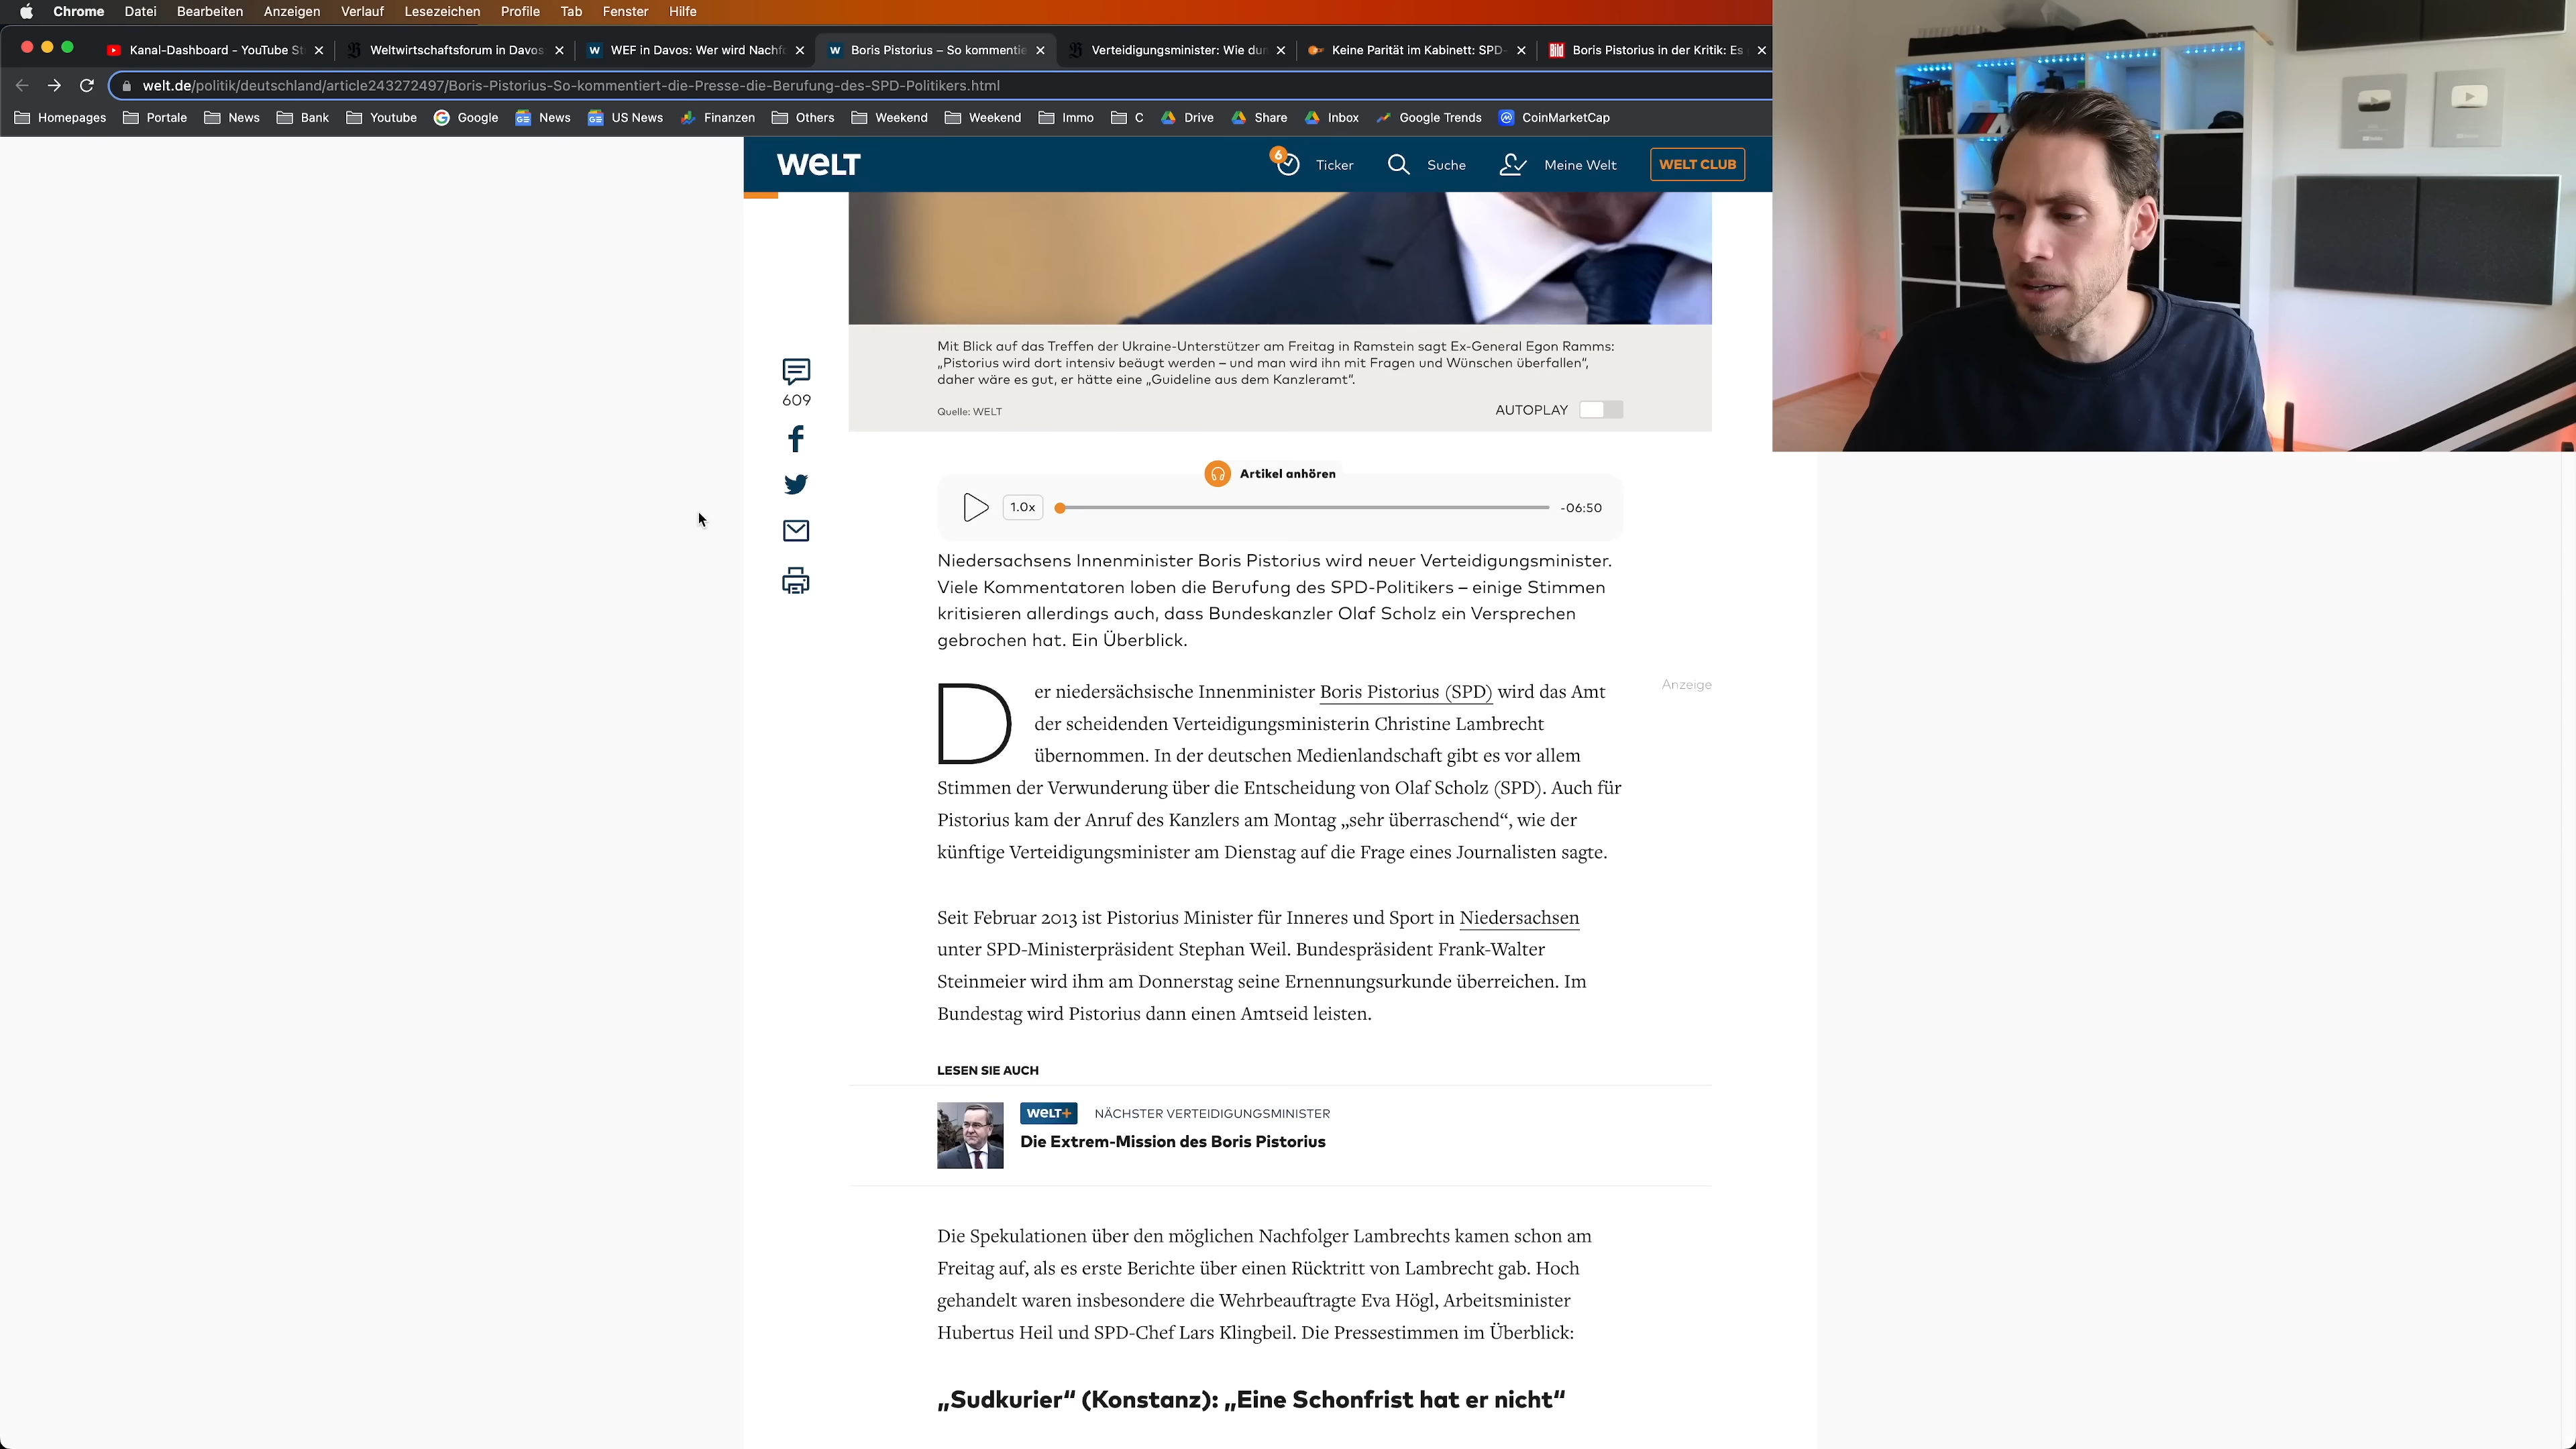 Chrome Datei Bearbeiten Anzeigen Verlauf Lesezeichen Profile Tab Fenster Hilfe
Kanal-Dashboard - YouTube St
Weltwirtschaftsforum in Davos
WEF in Davos: Wer wird Nachfo
Boris Pistorius – So kommentie
Verteidigungsminister: Wie du
Keine Parität im Kabinett: SPD-
Bild
Boris Pistorius in der Kritik: Es
welt.de/politik/deutschland/article243272497/Boris-Pistorius-So-kommentiert-die-Presse-die-Berufung-des-SPD-Politikers.html
Homepages Portale News Bank Youtube Google News US News Finanzen Others Weekend Weekend Immo C Drive Share Inbox Google Trends CoinMarketCap
WELT
6
Ticker
Suche
Meine Welt
WELT CLUB
Mit Blick auf das Treffen der Ukraine-Unterstützer am Freitag in Ramstein sagt Ex-General Egon Ramms:
„Pistorius wird dort intensiv beäugt werden – und man wird ihn mit Fragen und Wünschen überfallen“,
daher wäre es gut, er hätte eine „Guideline aus dem Kanzleramt“.
Quelle: WELT
AUTOPLAY
609
Artikel anhören
1.0x
-06:50
Niedersachsens Innenminister Boris Pistorius wird neuer Verteidigungsminister.
Viele Kommentatoren loben die Berufung des SPD-Politikers – einige Stimmen
kritisieren allerdings auch, dass Bundeskanzler Olaf Scholz ein Versprechen
gebrochen hat. Ein Überblick.
Anzeige
Der niedersächsische Innenminister Boris Pistorius (SPD) wird das Amt
der scheidenden Verteidigungsministerin Christine Lambrecht
übernommen. In der deutschen Medienlandschaft gibt es vor allem
Stimmen der Verwunderung über die Entscheidung von Olaf Scholz (SPD). Auch für
Pistorius kam der Anruf des Kanzlers am Montag „sehr überraschend“, wie der
künftige Verteidigungsminister am Dienstag auf die Frage eines Journalisten sagte.
Seit Februar 2013 ist Pistorius Minister für Inneres und Sport in Niedersachsen
unter SPD-Ministerpräsident Stephan Weil. Bundespräsident Frank-Walter
Steinmeier wird ihm am Donnerstag seine Ernennungsurkunde überreichen. Im
Bundestag wird Pistorius dann einen Amtseid leisten.
LESEN SIE AUCH
WELT+ NÄCHSTER VERTEIDIGUNGSMINISTER
Die Extrem-Mission des Boris Pistorius
Die Spekulationen über den möglichen Nachfolger Lambrechts kamen schon am
Freitag auf, als es erste Berichte über einen Rücktritt von Lambrecht gab. Hoch
gehandelt waren insbesondere die Wehrbeauftragte Eva Högl, Arbeitsminister
Hubertus Heil und SPD-Chef Lars Klingbeil. Die Pressestimmen im Überblick:
„Sudkurier“ (Konstanz): „Eine Schonfrist hat er nicht“